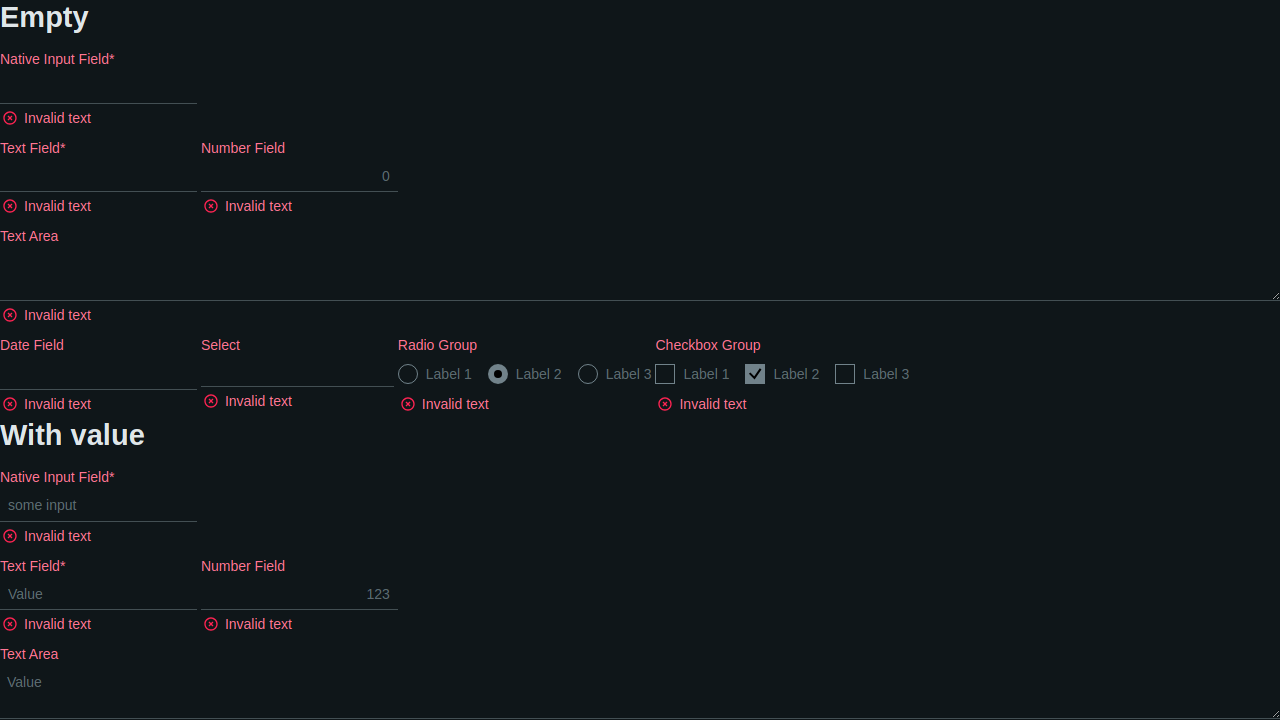 Empty
Native Input Field*
Invalid text
Text Field* Number Field
0
Invalid text Invalid text
Text Area
Invalid text
Date Field Select Radio Group Checkbox Group
Label 1 Label 2 Label 3 Label 1 Label 2 Label 3
Invalid text Invalid text Invalid text Invalid text
With value
Native Input Field*
some input
Invalid text
Text Field* Number Field
Value 123
Invalid text Invalid text
Text Area
Value